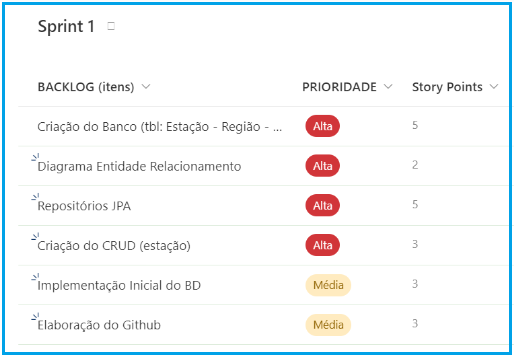 Sprint 1
BACKLOG (itens) PRIORIDADE Story Points
Criação do Banco (tbl: Estação - Região - ... Alta 5
Diagrama Entidade Relacionamento Alta 2
Repositórios JPA Alta 5
Criação do CRUD (estação) Alta 3
Implementação Inicial do BD Média 3
Elaboração do Github Média 3